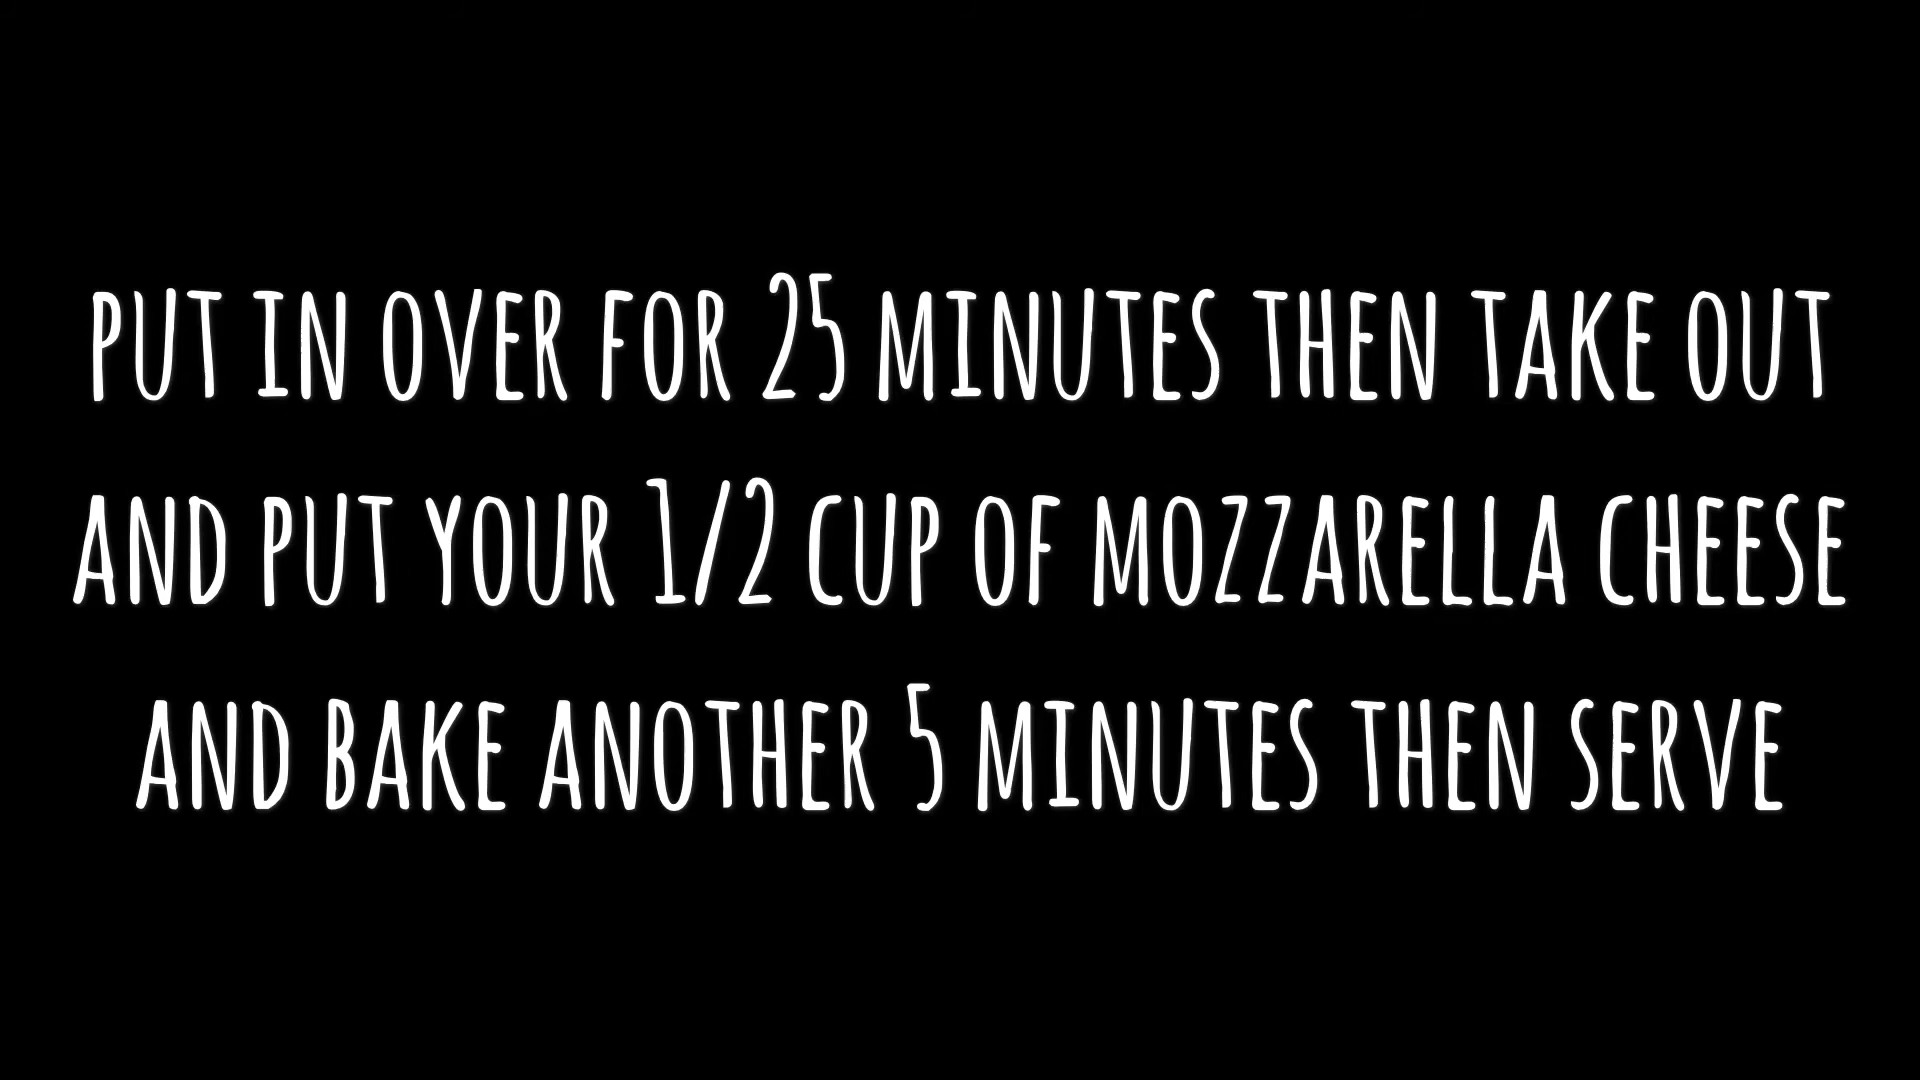 PUT IN OVER FOR 25 MINUTES THEN TAKE OUT
AND PUT YOUR 1/2 CUP OF MOZZARELLA CHEESE
AND BAKE ANOTHER 5 MINUTES THEN SERVE